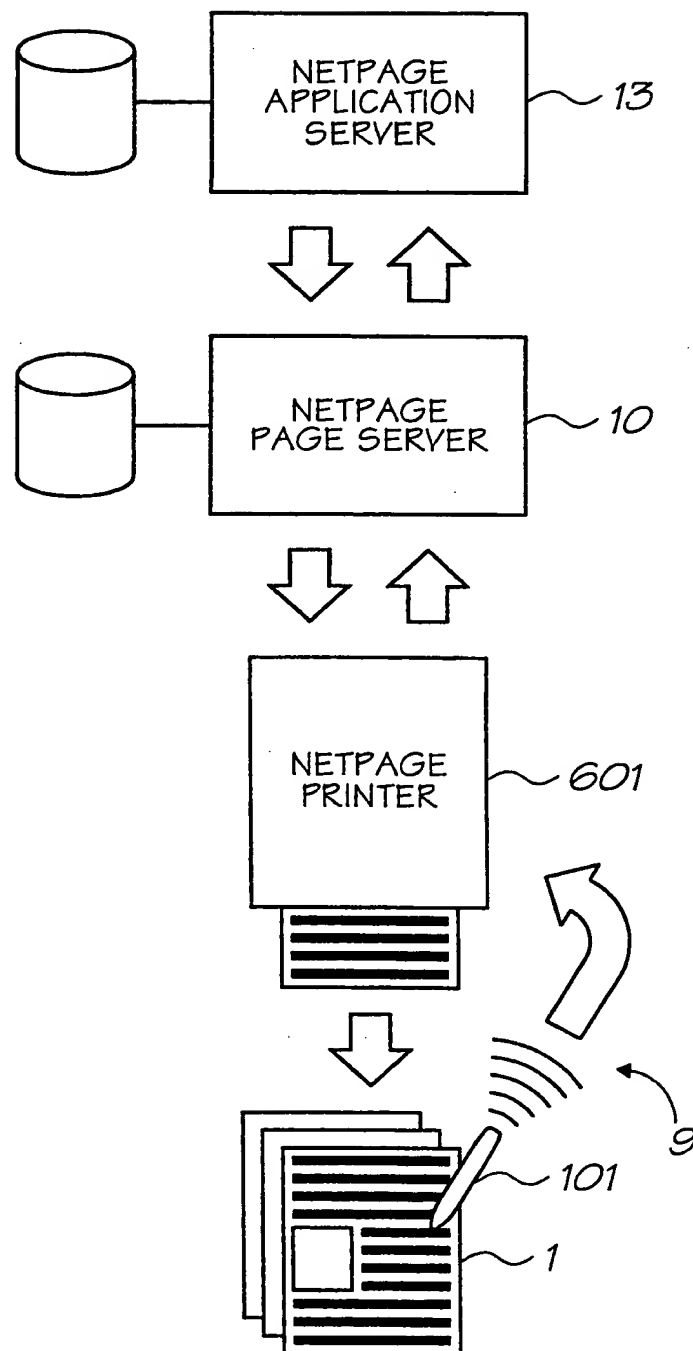 NETPAGE
APPLICATION
SERVER
13
NETPAGE
PAGE SERVER
10
NETPAGE
PRINTER
601
9
101
1